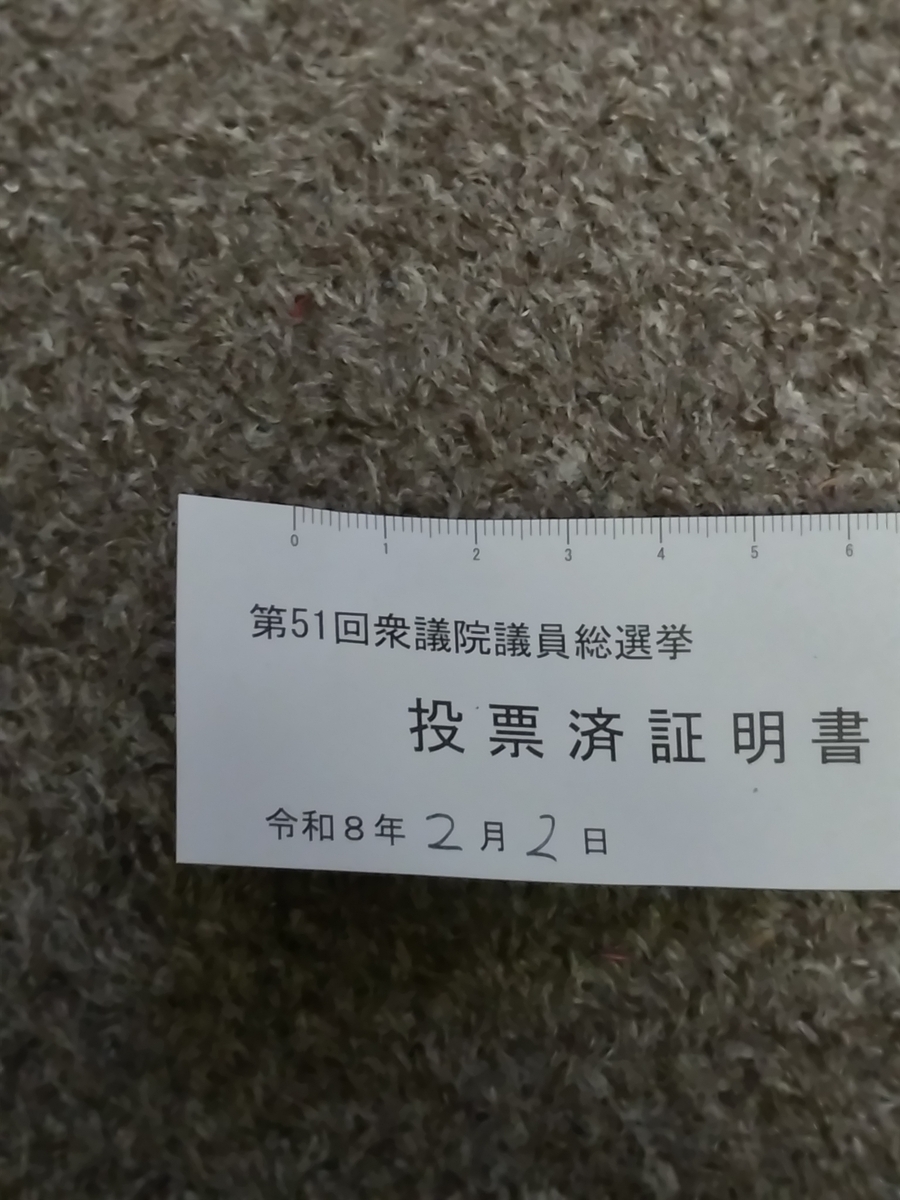 0 1 2 3 4 5 6
第51回衆議院議員総選挙
投票済証明書
令和8年2月2日